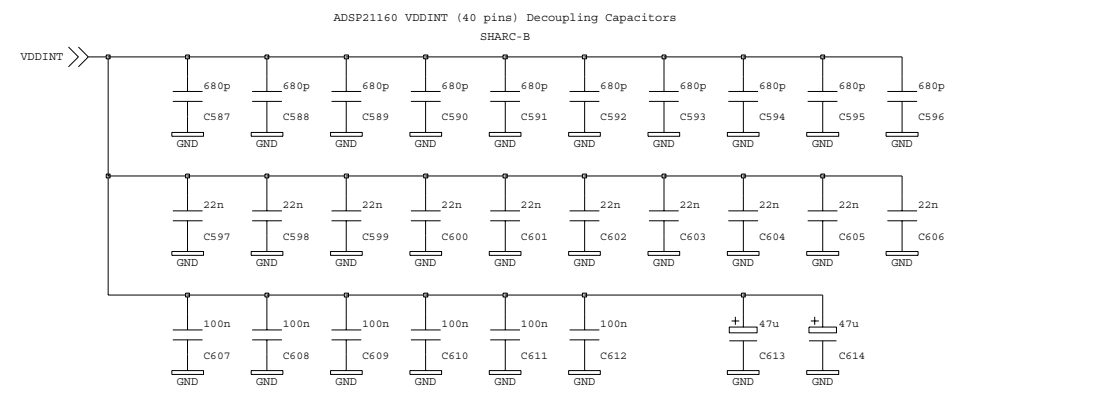 ADSP21160 VDDINT (40 pins) Decoupling Capacitors
SHARC-B
VDDINT
680p 680p 680p 680p 680p 680p 680p 680p 680p 680p
C587 C588 C589 C590 C591 C592 C593 C594 C595 C596
GND GND GND GND GND GND GND GND GND GND
22n 22n 22n 22n 22n 22n 22n 22n 22n 22n
C597 C598 C599 C600 C601 C602 C603 C604 C605 C606
GND GND GND GND GND GND GND GND GND GND
100n 100n 100n 100n 100n 100n + 47u + 47u
C607 C608 C609 C610 C611 C612 C613 C614
GND GND GND GND GND GND GND GND